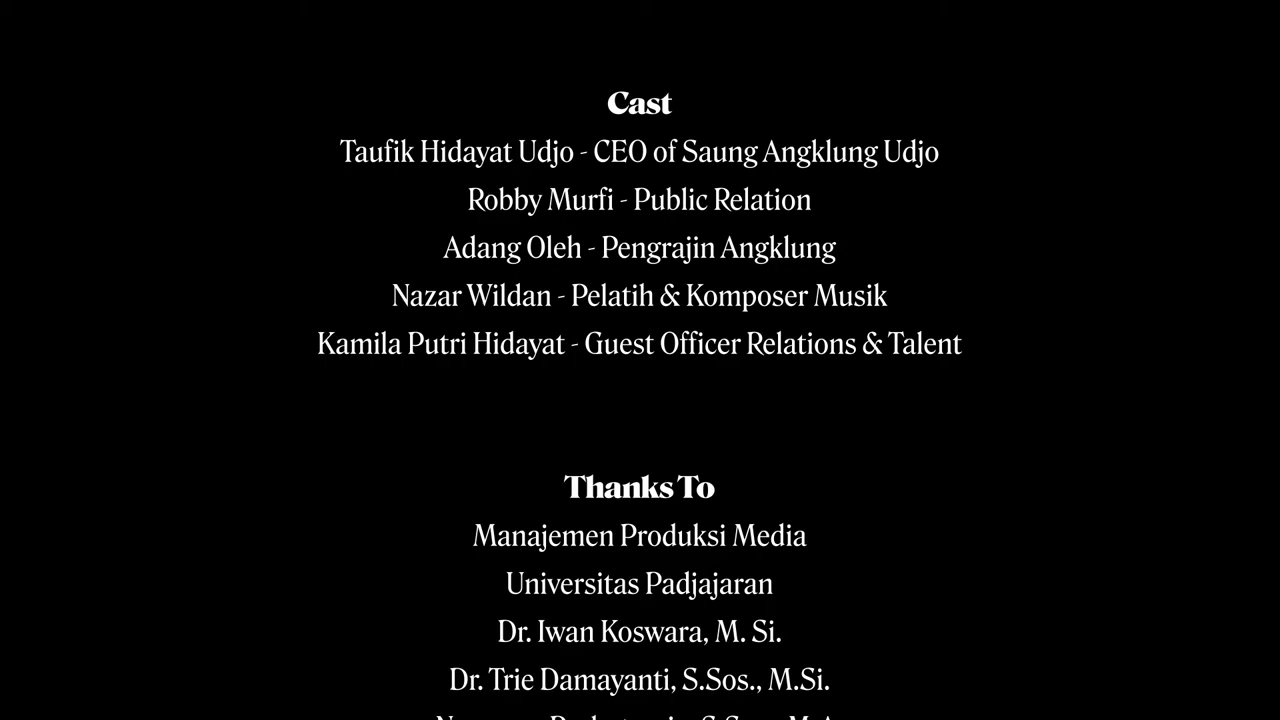 Cast
Taufik Hidayat Udjo - CEO of Saung Angklung Udjo
Robby Murfi - Public Relation
Adang Oleh - Pengrajin Angklung
Nazar Wildan - Pelatih & Komposer Musik
Kamila Putri Hidayat - Guest Officer Relations & Talent
Thanks To
Manajemen Produksi Media
Universitas Padjajaran
Dr. Iwan Koswara, M. Si.
Dr. Trie Damayanti, S.Sos., M.Si.